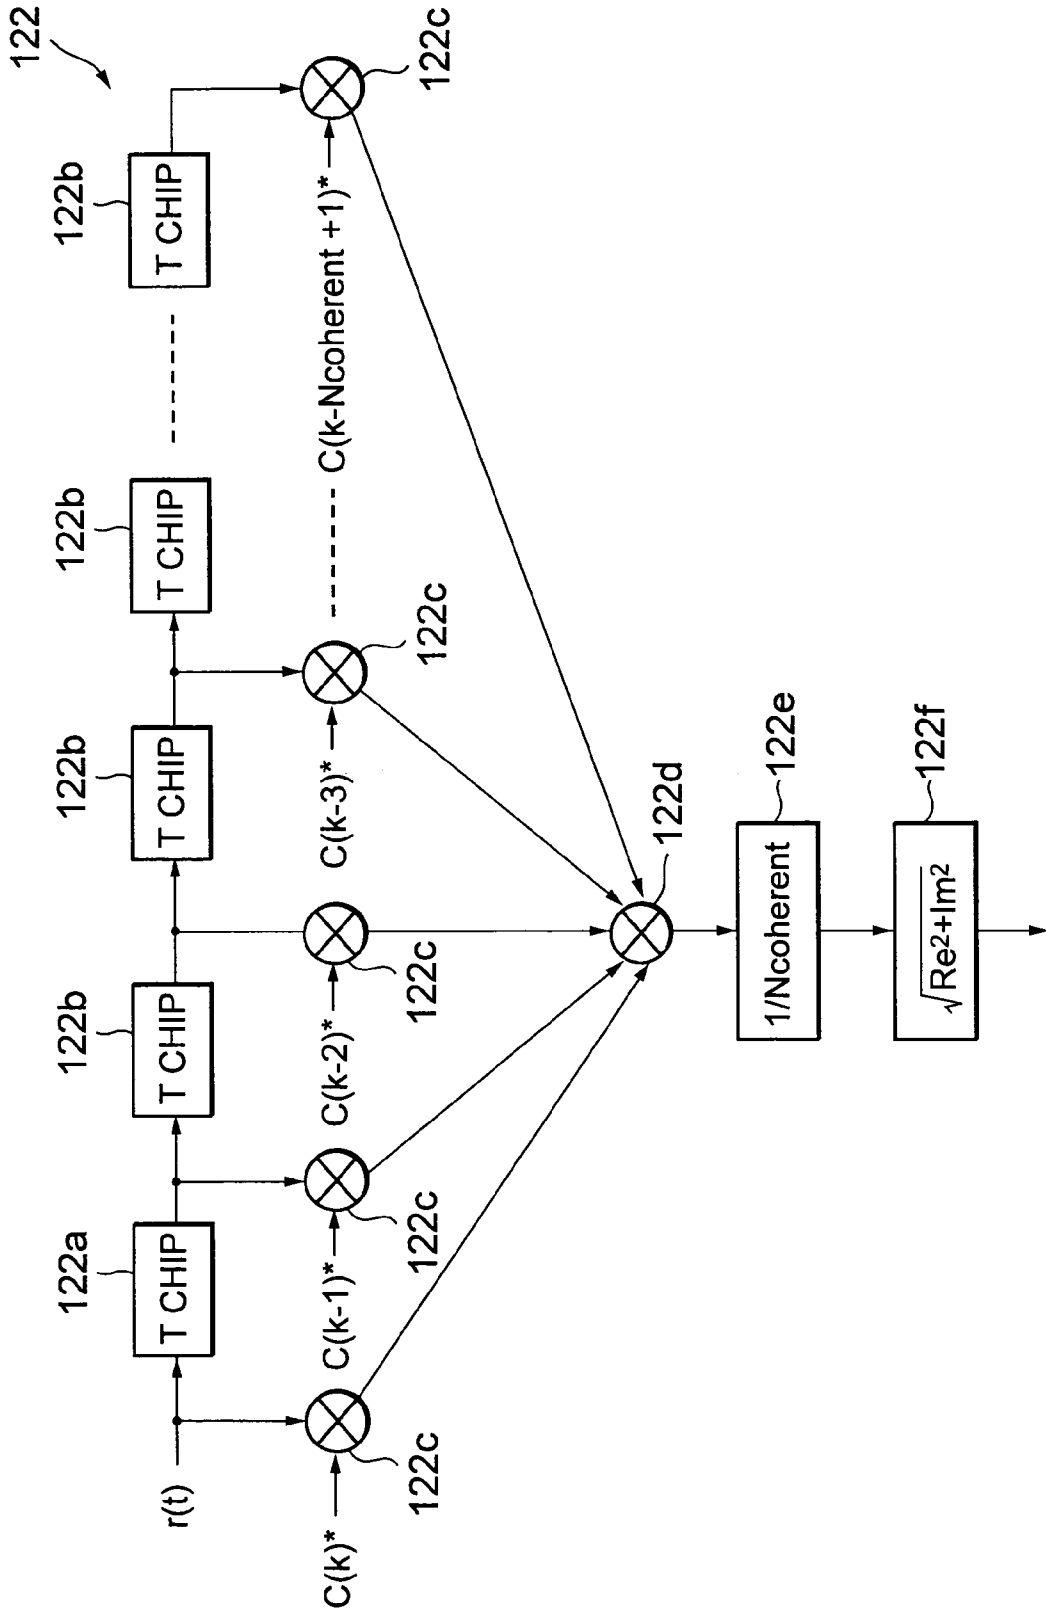 122
122a
122b
122b
122b
122b
r(t)
T CHIP
T CHIP
T CHIP
T CHIP
T CHIP
C(k)*
C(k-1)*
C(k-2)*
C(k-3)*
C(k-Ncoherent +1)*
122c
122c
122c
122c
122c
122d
1/Ncoherent
122e
√Re²+Im²
122f